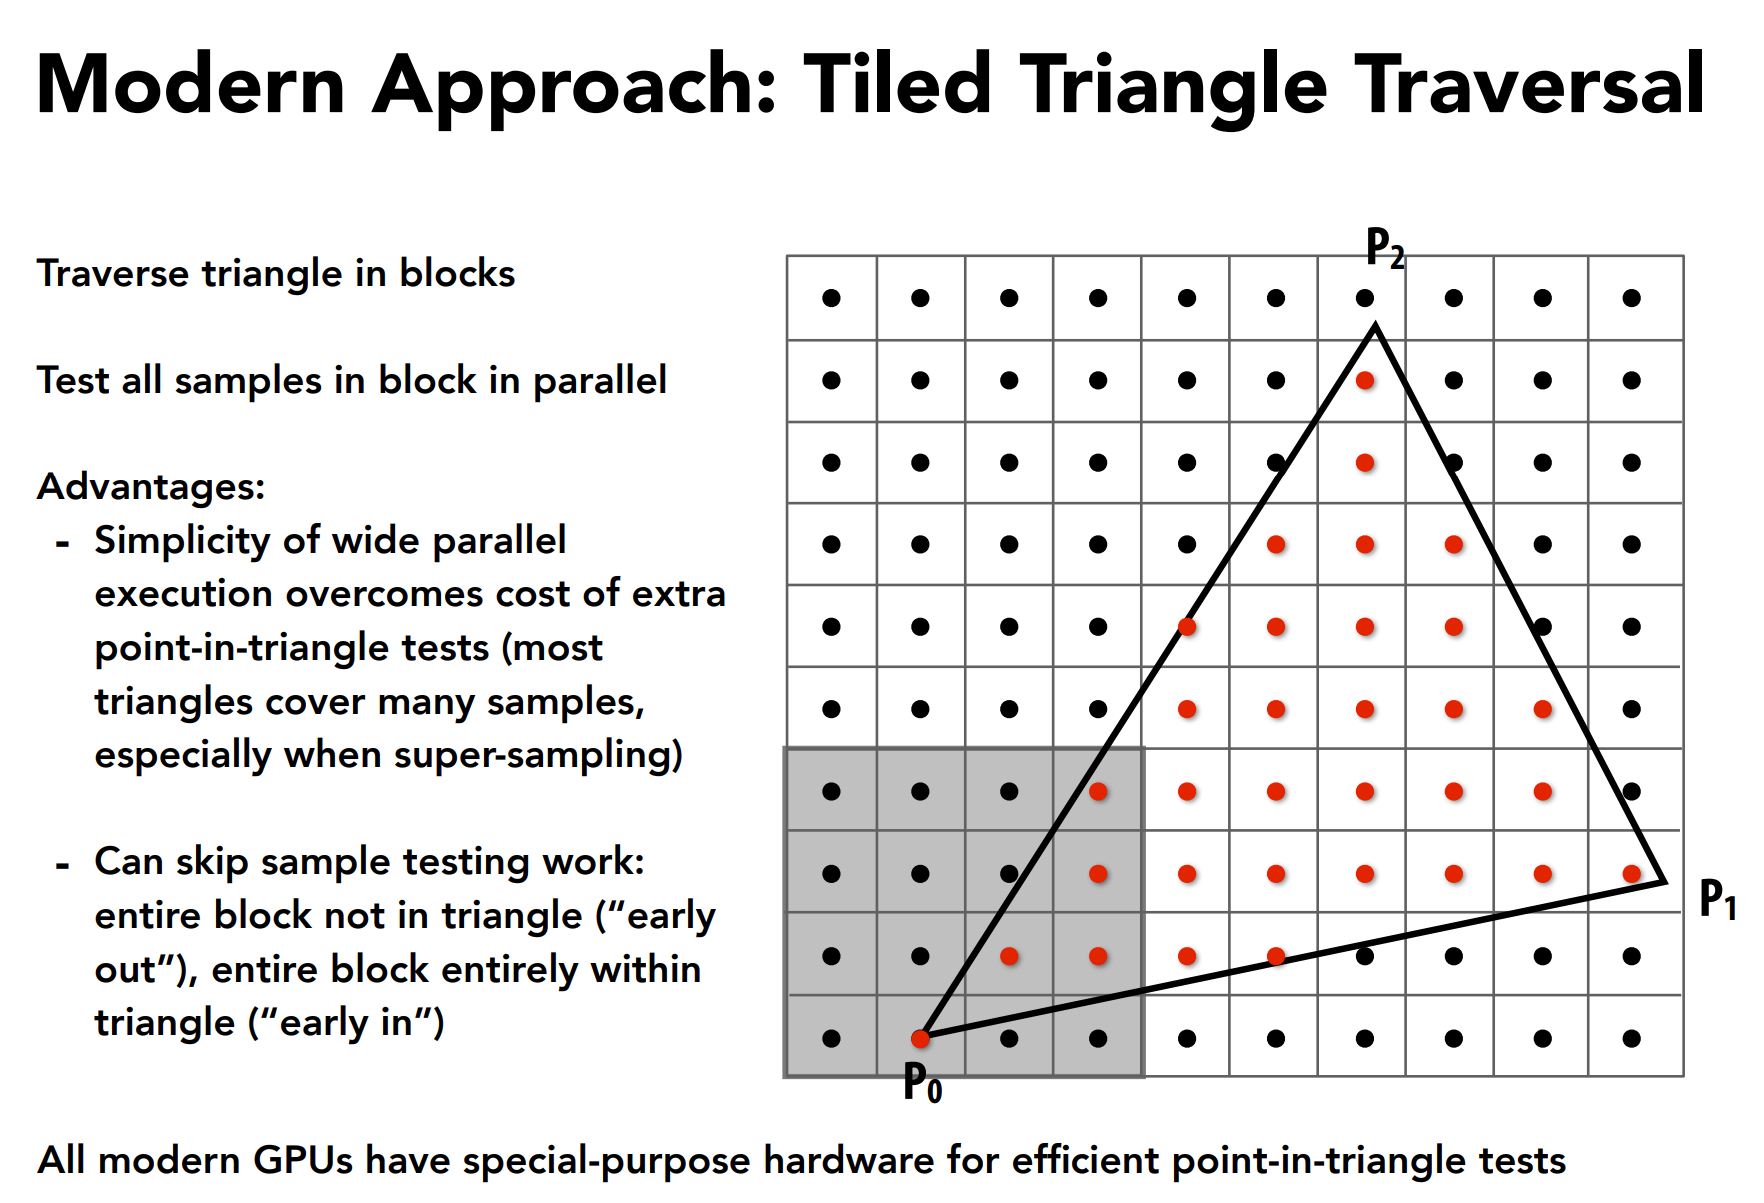 Modern Approach: Tiled Triangle Traversal
Traverse triangle in blocks
Test all samples in block in parallel
Advantages:
- Simplicity of wide parallel
execution overcomes cost of extra
point-in-triangle tests (most
triangles cover many samples,
especially when super-sampling)
- Can skip sample testing work:
entire block not in triangle (“early
out”), entire block entirely within
triangle (“early in”)
P2
P1
P0
All modern GPUs have special-purpose hardware for efficient point-in-triangle tests